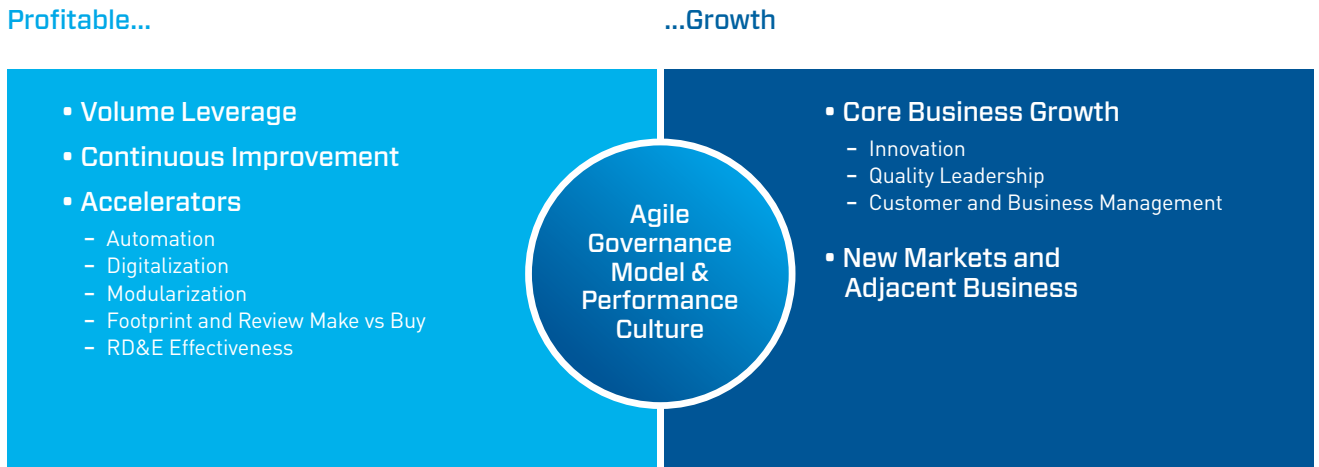 Profitable...
...Growth
• Volume Leverage
• Continuous Improvement
• Accelerators
– Automation
– Digitalization
– Modularization
– Footprint and Review Make vs Buy
– RD&E Effectiveness
Agile
Governance
Model &
Performance
Culture
• Core Business Growth
– Innovation
– Quality Leadership
– Customer and Business Management
• New Markets and
Adjacent Business